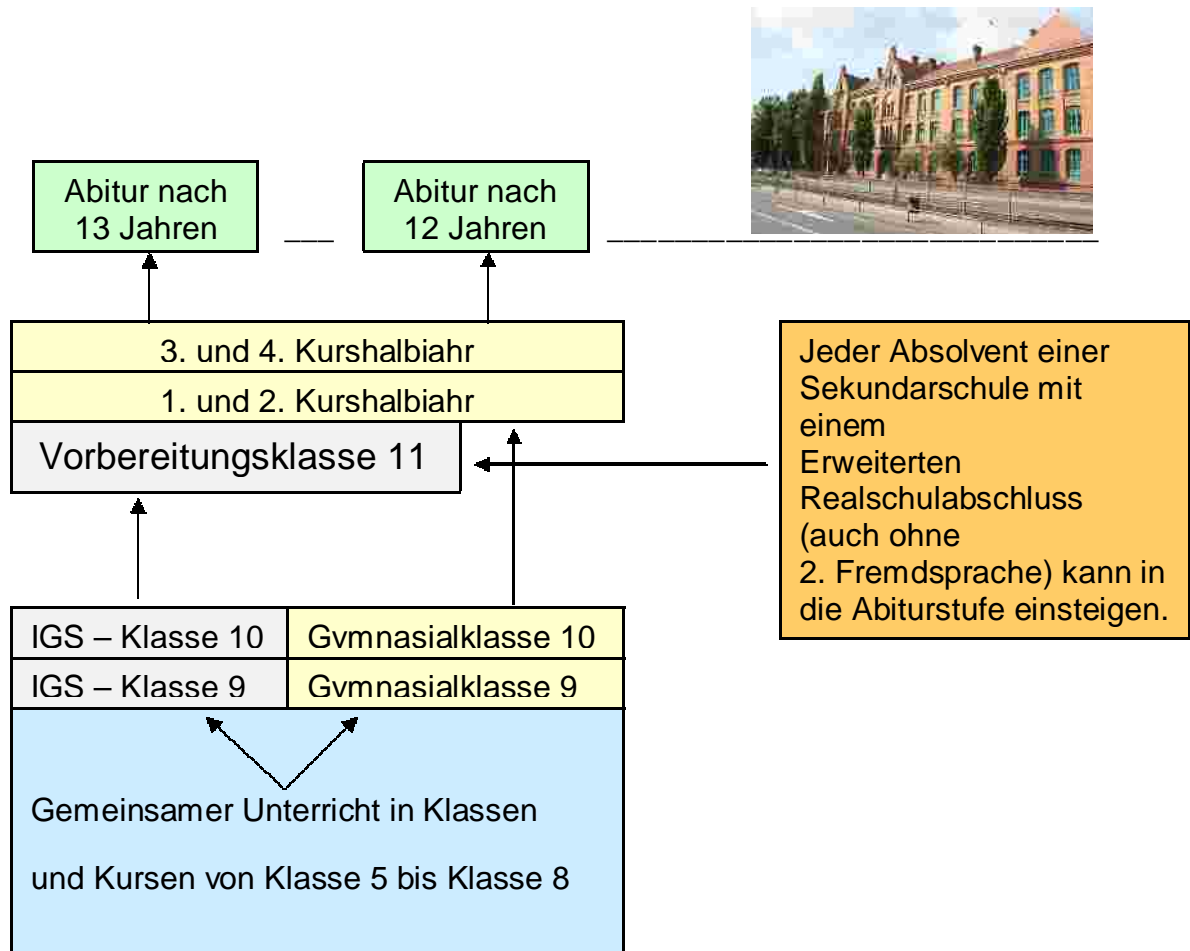 Abitur nach
13 Jahren
___
Abitur nach
12 Jahren
_____________________________
3. und 4. Kurshalbiahr
1. und 2. Kurshalbiahr
Vorbereitungsklasse 11
Jeder Absolvent einer
Sekundarschule mit
einem
Erweiterten
Realschulabschluss
(auch ohne
2. Fremdsprache) kann in
die Abiturstufe einsteigen.
IGS – Klasse 10
Gvmnasialklasse 10
IGS – Klasse 9
Gvmnasialklasse 9
Gemeinsamer Unterricht in Klassen
und Kursen von Klasse 5 bis Klasse 8